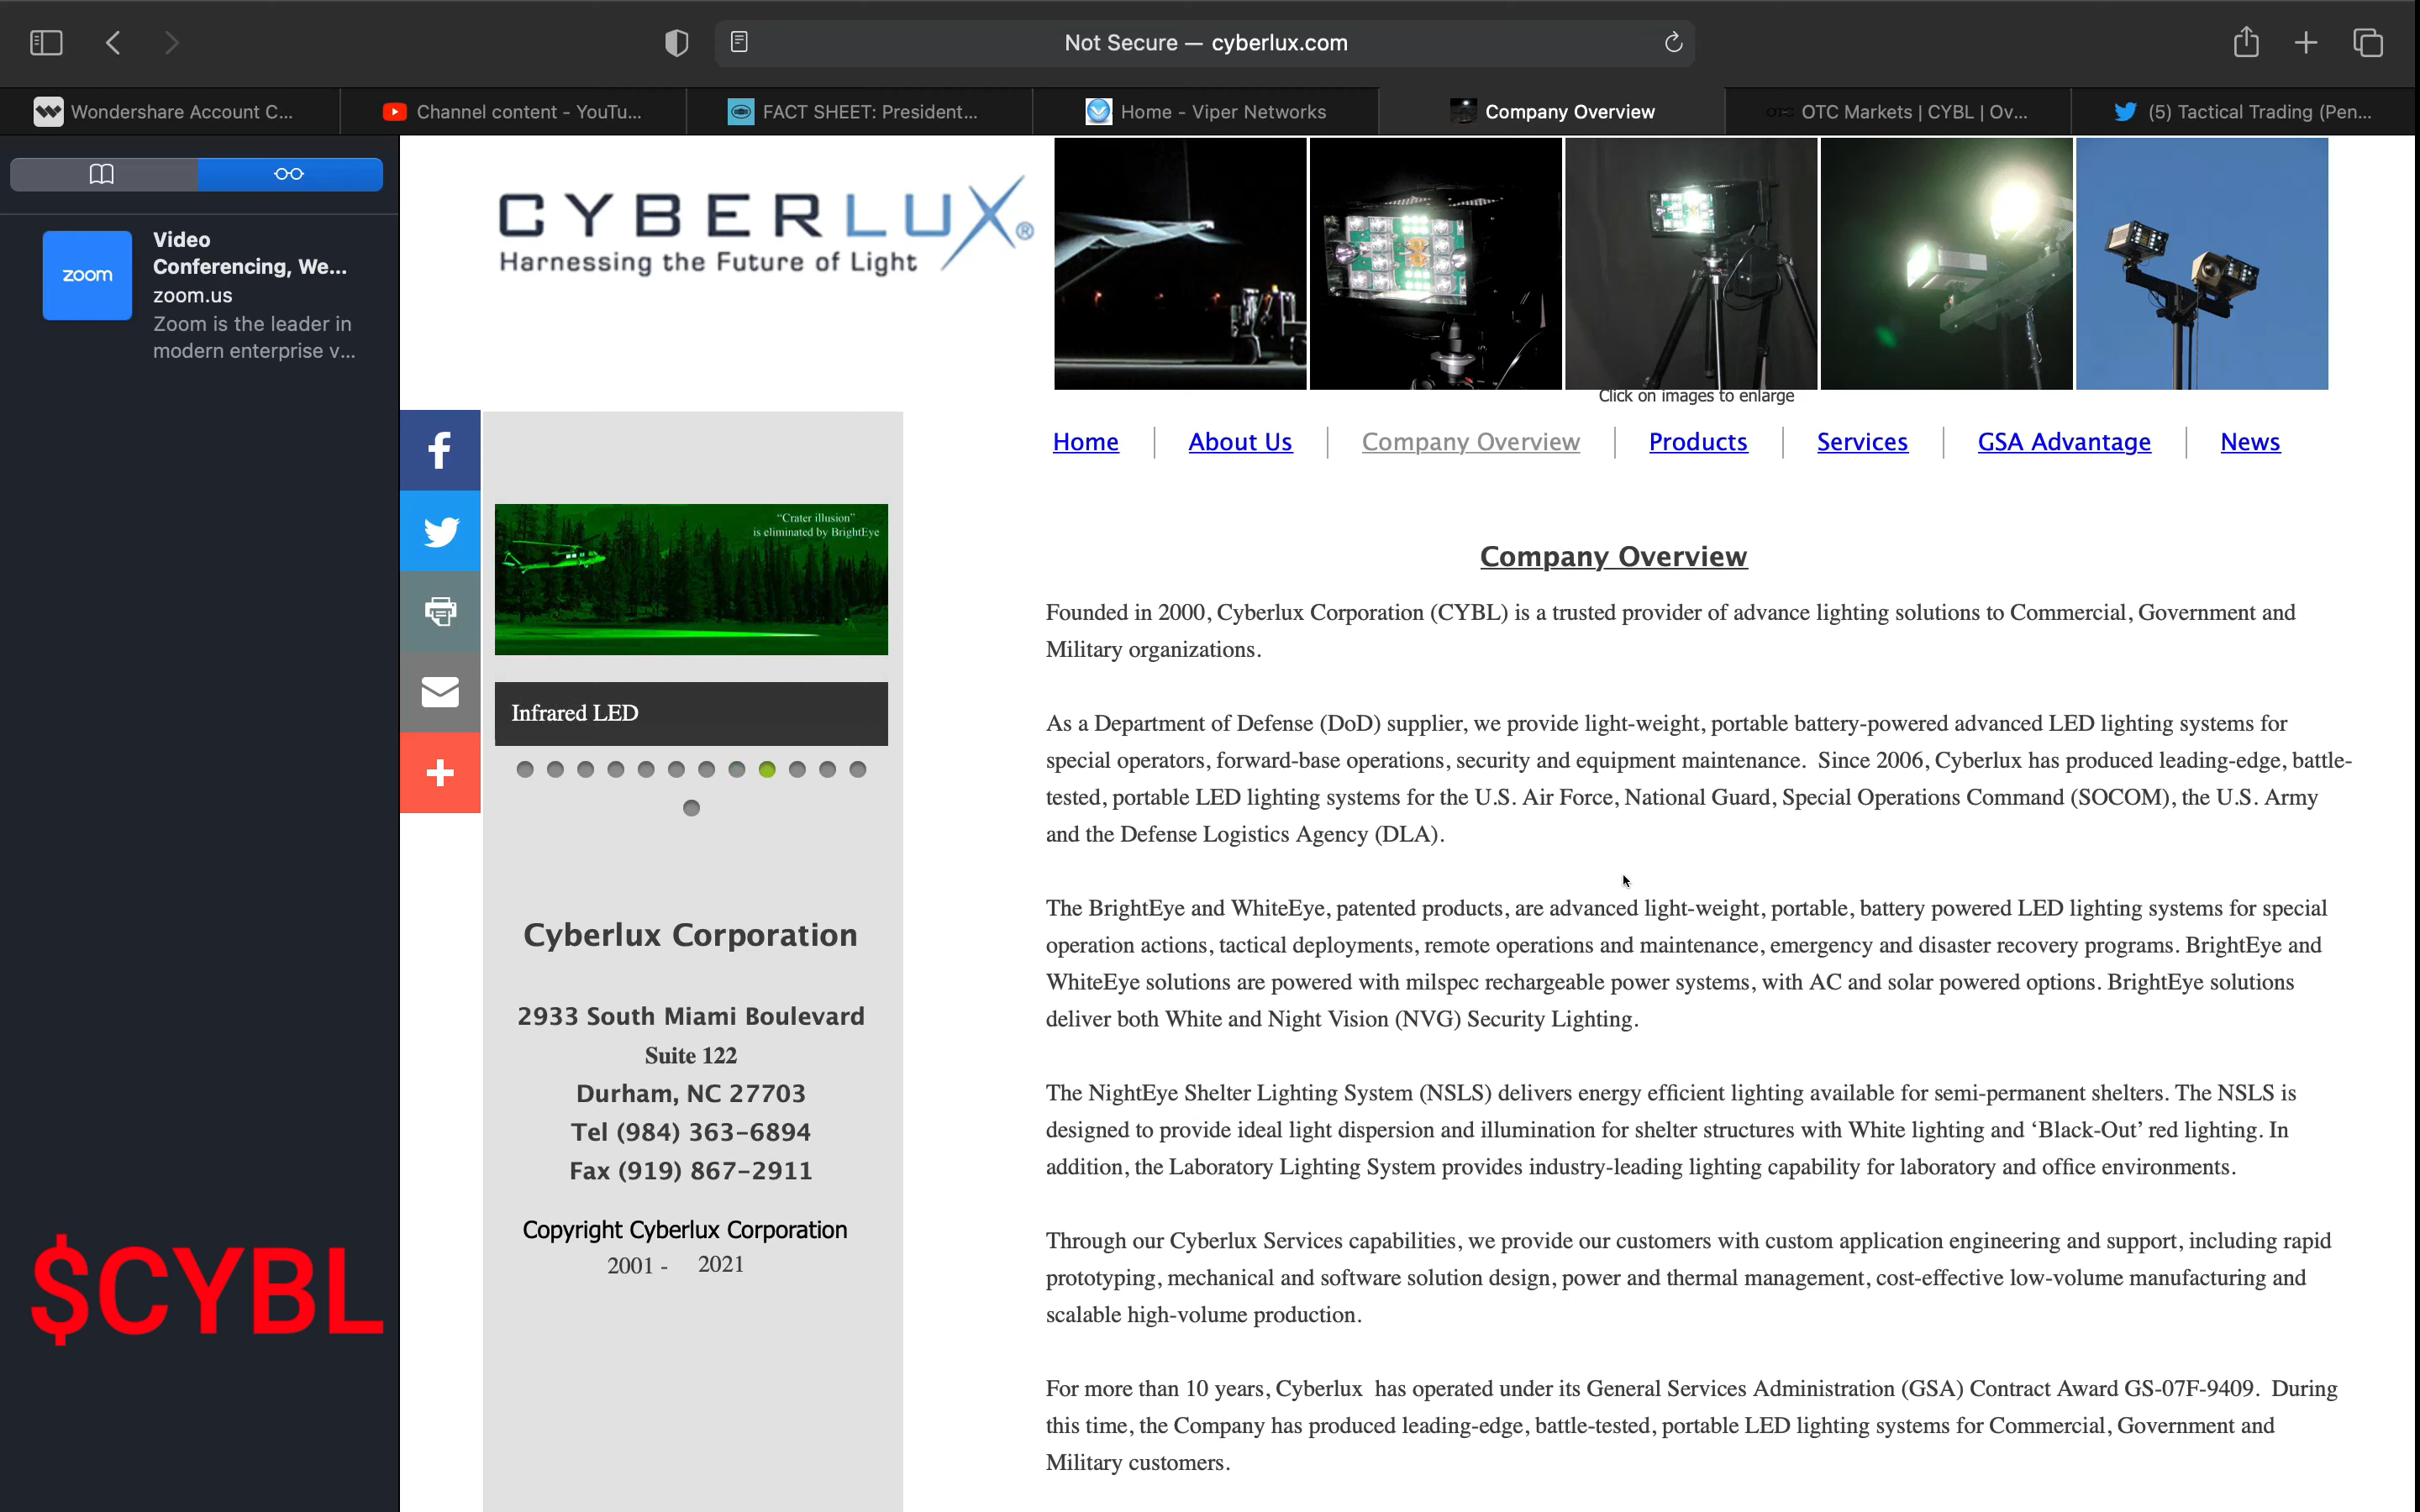 Not Secure — cyberlux.com
Wondershare Account C...
Channel content - YouTu...
FACT SHEET: President...
Home - Viper Networks
Company Overview
OTC Markets | CYBL | Ov...
(5) Tactical Trading (Pen...
zoom
Video
Conferencing, We...
zoom.us
Zoom is the leader in
modern enterprise v...
CYBERLUX®
Harnessing the Future of Light
Click on images to enlarge
Home
About Us
Company Overview
Products
Services
GSA Advantage
News
"Crater illusion"
is eliminated by BrightEye
Infrared LED
Cyberlux Corporation
2933 South Miami Boulevard
Suite 122
Durham, NC 27703
Tel (984) 363-6894
Fax (919) 867-2911
Copyright Cyberlux Corporation
2001 - 2021
$CYBL
Company Overview
Founded in 2000, Cyberlux Corporation (CYBL) is a trusted provider of advance lighting solutions to Commercial, Government and
Military organizations.
As a Department of Defense (DoD) supplier, we provide light-weight, portable battery-powered advanced LED lighting systems for
special operators, forward-base operations, security and equipment maintenance. Since 2006, Cyberlux has produced leading-edge, battle-
tested, portable LED lighting systems for the U.S. Air Force, National Guard, Special Operations Command (SOCOM), the U.S. Army
and the Defense Logistics Agency (DLA).
The BrightEye and WhiteEye, patented products, are advanced light-weight, portable, battery powered LED lighting systems for special
operation actions, tactical deployments, remote operations and maintenance, emergency and disaster recovery programs. BrightEye and
WhiteEye solutions are powered with milspec rechargeable power systems, with AC and solar powered options. BrightEye solutions
deliver both White and Night Vision (NVG) Security Lighting.
The NightEye Shelter Lighting System (NSLS) delivers energy efficient lighting available for semi-permanent shelters. The NSLS is
designed to provide ideal light dispersion and illumination for shelter structures with White lighting and ‘Black-Out’ red lighting. In
addition, the Laboratory Lighting System provides industry-leading lighting capability for laboratory and office environments.
Through our Cyberlux Services capabilities, we provide our customers with custom application engineering and support, including rapid
prototyping, mechanical and software solution design, power and thermal management, cost-effective low-volume manufacturing and
scalable high-volume production.
For more than 10 years, Cyberlux has operated under its General Services Administration (GSA) Contract Award GS-07F-9409. During
this time, the Company has produced leading-edge, battle-tested, portable LED lighting systems for Commercial, Government and
Military customers.